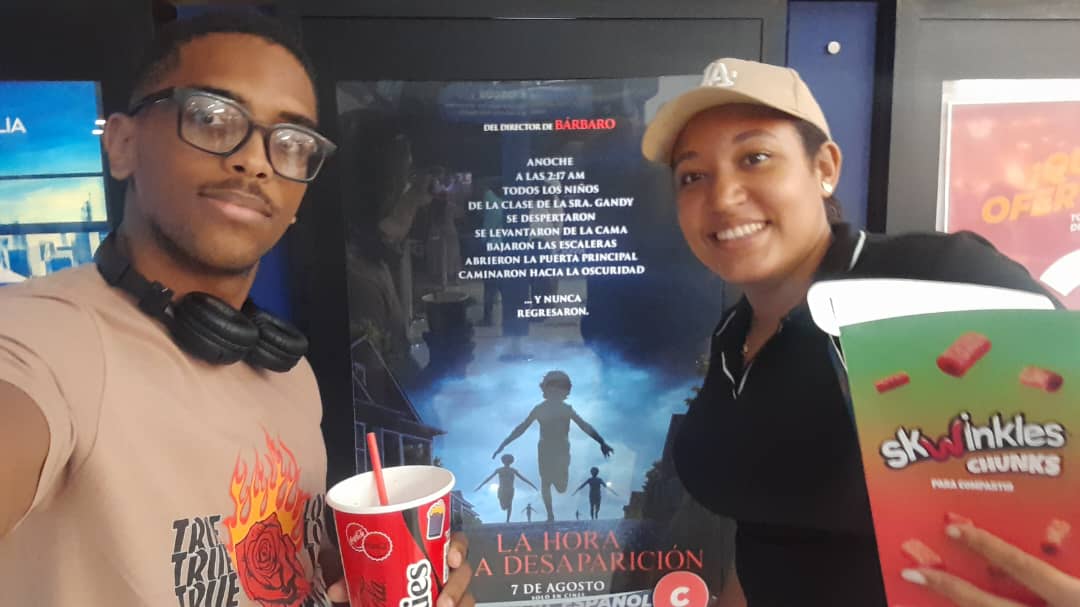 LIA
DEL DIRECTOR DE BÁRBARO
ANOCHE
A LAS 2:17 AM
TODOS LOS NIÑOS
DE LA CLASE DE LA SRA. GANDY
SE DESPERTARON
SE LEVANTARON DE LA CAMA
BAJARON LAS ESCALERAS
ABRIERON LA PUERTA PRINCIPAL
CAMINARON HACIA LA OSCURIDAD
... Y NUNCA
REGRESARON.
LA HORA
A DESAPARICIÓN
7 DE AGOSTO
SOLO EN CINES
ESPAÑOL
C
skwinkles
CHUNKS
PARA COMPARTIR
TRUE
TRUE
TRUE
ies